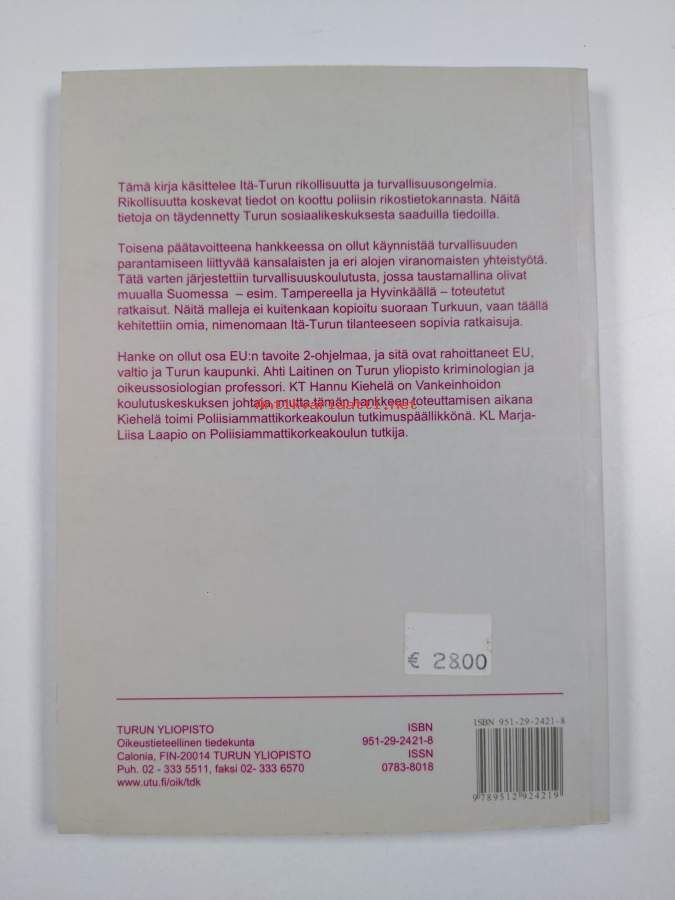 Tämä kirja käsittelee Itä-Turun rikollisuutta ja turvallisuusongelmia.
Rikollisuutta koskevat tiedot on koottu poliisin rikostietokannasta. Näitä
tietoja on täydennetty Turun sosiaalikeskuksesta saaduilla tiedoilla.
Toisena päätavoitteena hankkeessa on ollut käynnistää turvallisuuden
parantamiseen liittyvää kansalaisten ja eri alojen viranomaisten yhteistyötä.
Tätä varten järjestettiin turvallisuuskoulutusta, jossa taustamallina olivat
muualla Suomessa – esim. Tampereella ja Hyvinkäällä – toteutetut
ratkaisut. Näitä malleja ei kuitenkaan kopioitu suoraan Turkuun, vaan täällä
kehitettiin omia, nimenomaan Itä-Turun tilanteeseen sopivia ratkaisuja.
Hanke on ollut osa EU:n tavoite 2-ohjelmaa, ja sitä ovat rahoittaneet EU,
valtio ja Turun kaupunki. Ahti Laitinen on Turun yliopisto kriminologian ja
oikeussosiologian professori. KT Hannu Kiehelä on Vankeinhoidon
koulutuskeskuksen johtaja, mutta tämän hankkeen toteuttamisen aikana
antikvariaatti.net
Kiehelä toimi Poliisiammattikorkeakoulun tutkimuspäällikkönä. KL Marja-
Liisa Laapio on Poliisiammattikorkeakoulun tutkija.
€ 28.00
TURUN YLIOPISTO
Oikeustieteellinen tiedekunta
Calonia, FIN-20014 TURUN YLIOPISTO
Puh. 02 - 333 5511, faksi 02- 333 6570
www.utu.fi/oik/tdk
ISBN
951-29-2421-8
ISSN
0783-8018
ISBN 951-29-2421-8
9 789512 924219